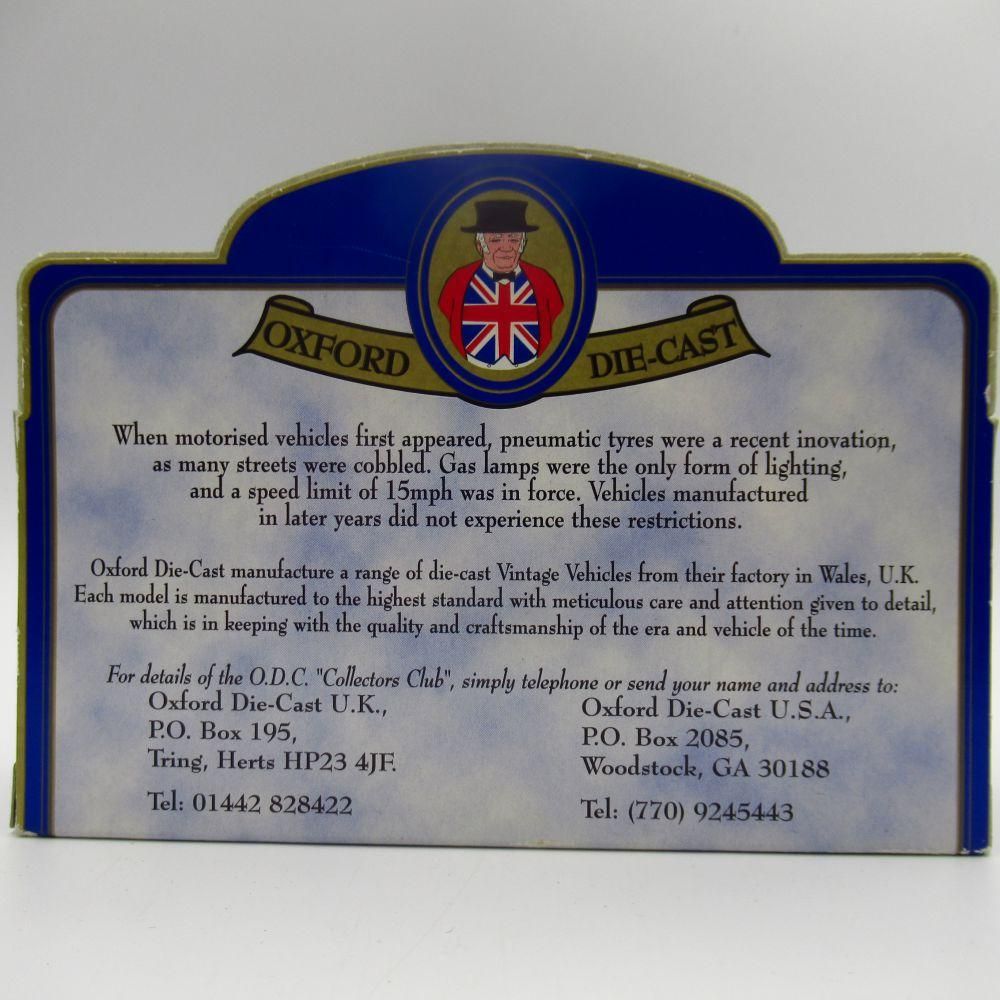 OXFORD DIE-CAST
When motorised vehicles first appeared, pneumatic tyres were a recent inovation,
as many streets were cobbled. Gas lamps were the only form of lighting,
and a speed limit of 15mph was in force. Vehicles manufactured
in later years did not experience these restrictions.
Oxford Die-Cast manufacture a range of die-cast Vintage Vehicles from their factory in Wales, U.K.
Each model is manufactured to the highest standard with meticulous care and attention given to detail,
which is in keeping with the quality and craftsmanship of the era and vehicle of the time.
For details of the O.D.C. "Collectors Club", simply telephone or send your name and address to:
Oxford Die-Cast U.K.,
P.O. Box 195,
Tring, Herts HP23 4JF.
Tel: 01442 828422
Oxford Die-Cast U.S.A.,
P.O. Box 2085,
Woodstock, GA 30188
Tel: (770) 9245443